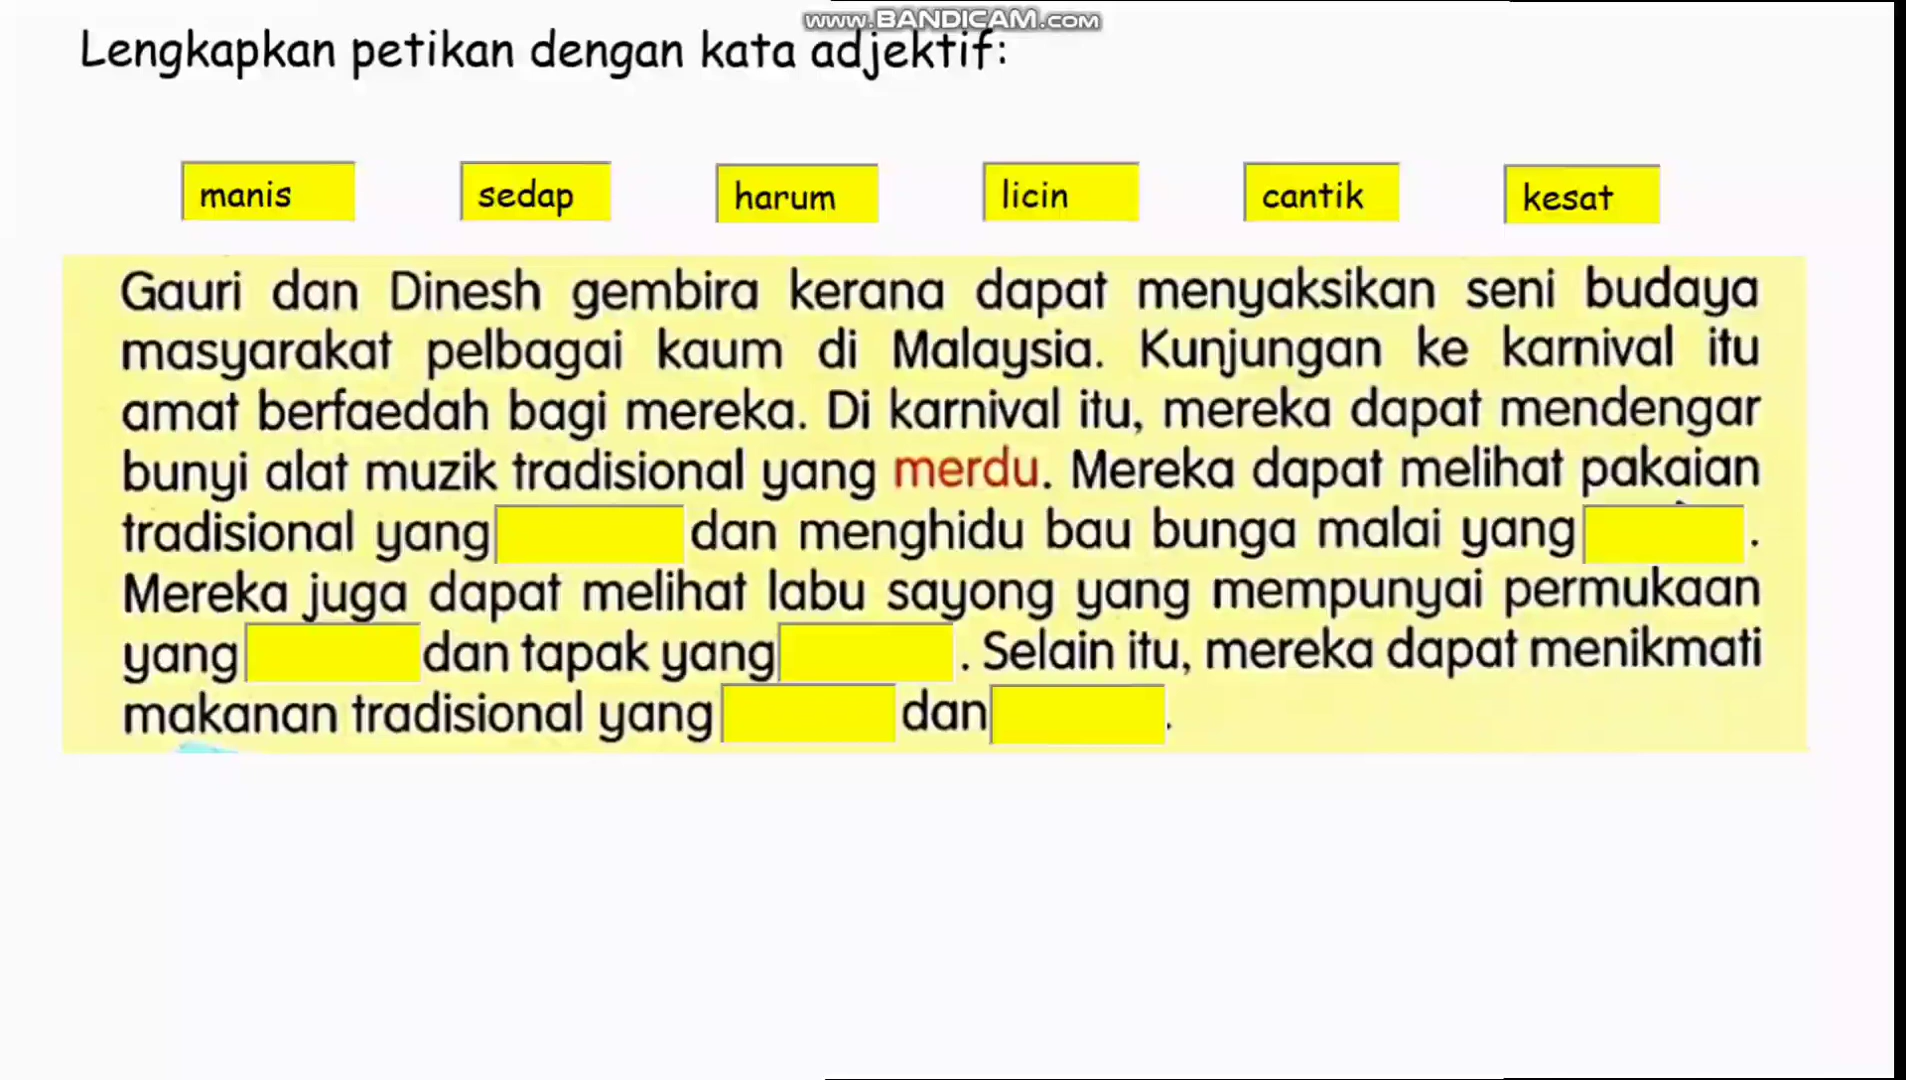 www.BANDICAM.com
Lengkapkan petikan dengan kata adjektif:
manis sedap harum licin cantik kesat
Gauri dan Dinesh gembira kerana dapat menyaksikan seni budaya
masyarakat pelbagai kaum di Malaysia. Kunjungan ke karnival itu
amat berfaedah bagi mereka. Di karnival itu, mereka dapat mendengar
bunyi alat muzik tradisional yang merdu. Mereka dapat melihat pakaian
tradisional yang dan menghidu bau bunga malai yang .
Mereka juga dapat melihat labu sayong yang mempunyai permukaan
yang dan tapak yang . Selain itu, mereka dapat menikmati
makanan tradisional yang dan .